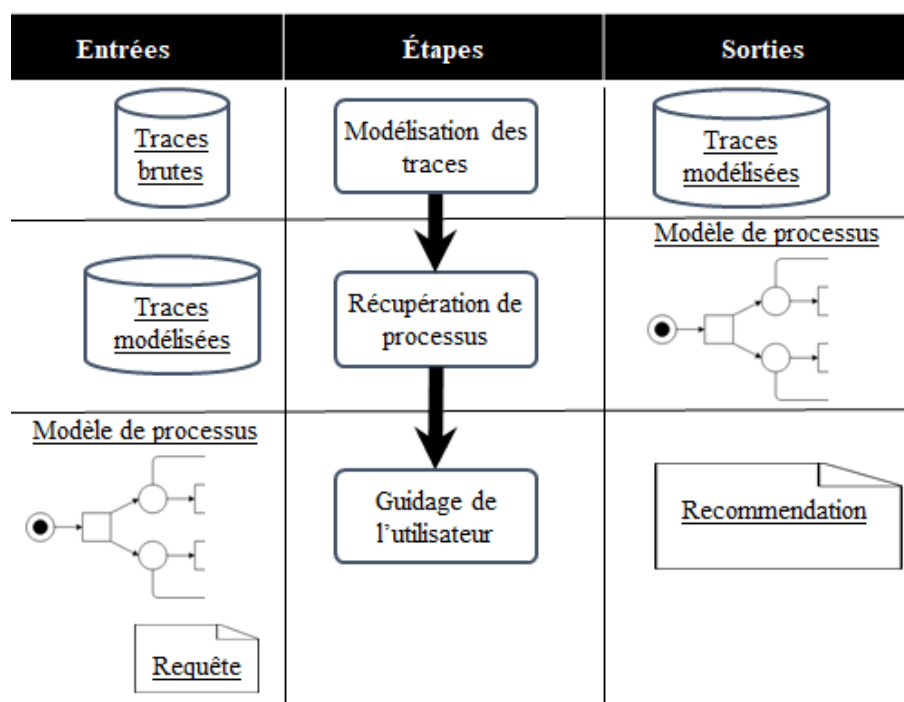 Entrées
Étapes
Sorties
Traces
brutes
Modélisation des
traces
Traces
modélisées
Traces
modélisées
Récupération de
processus
Modèle de processus
Modèle de processus
Requête
Guidage de
l'utilisateur
Recommendation